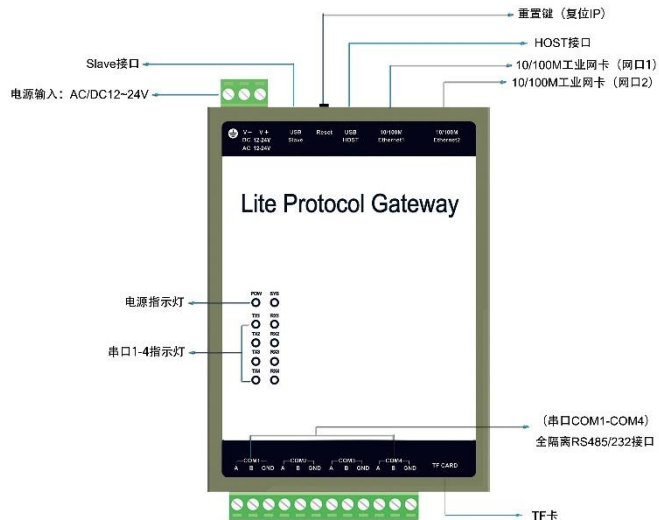 重置键（复位IP）
HOST接口
Slave接口
10/100M工业网卡（网口1）
10/100M工业网卡（网口2）
电源输入：AC/DC12~24V
V- V+
DC 12-24V
AC 12-24V
USB
Slave
Reset
USB
HOST
10/100M
Ethernet1
10/100M
Ethernet2
Lite Protocol Gateway
POW SYS
电源指示灯
TX1 RX1
TX2 RX2
串口1-4指示灯
TX3 RX3
TX4 RX4
（串口COM1-COM4）
全隔离RS485/232接口
COM1 COM2 COM3 COM4
A B GND A B GND A B GND A B GND
TF CARD
TF卡